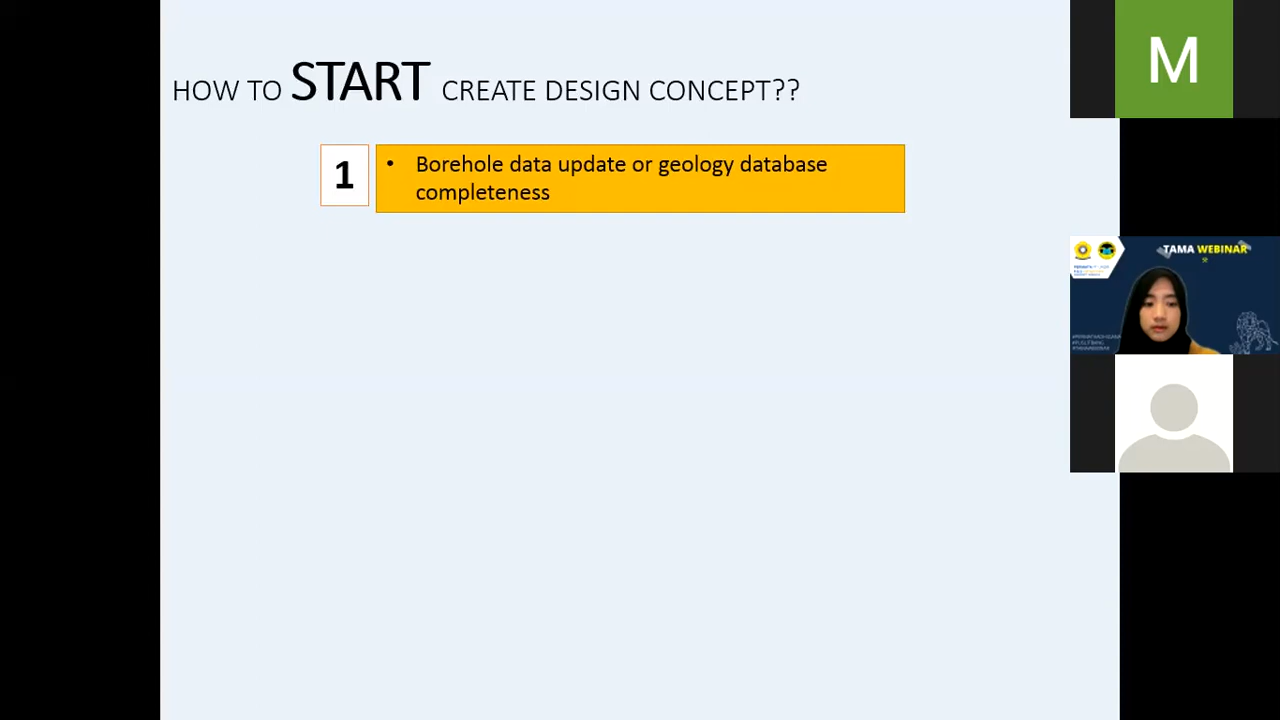 HOW TO START CREATE DESIGN CONCEPT??
1
• Borehole data update or geology database
completeness
M
TAMA WEBINAR